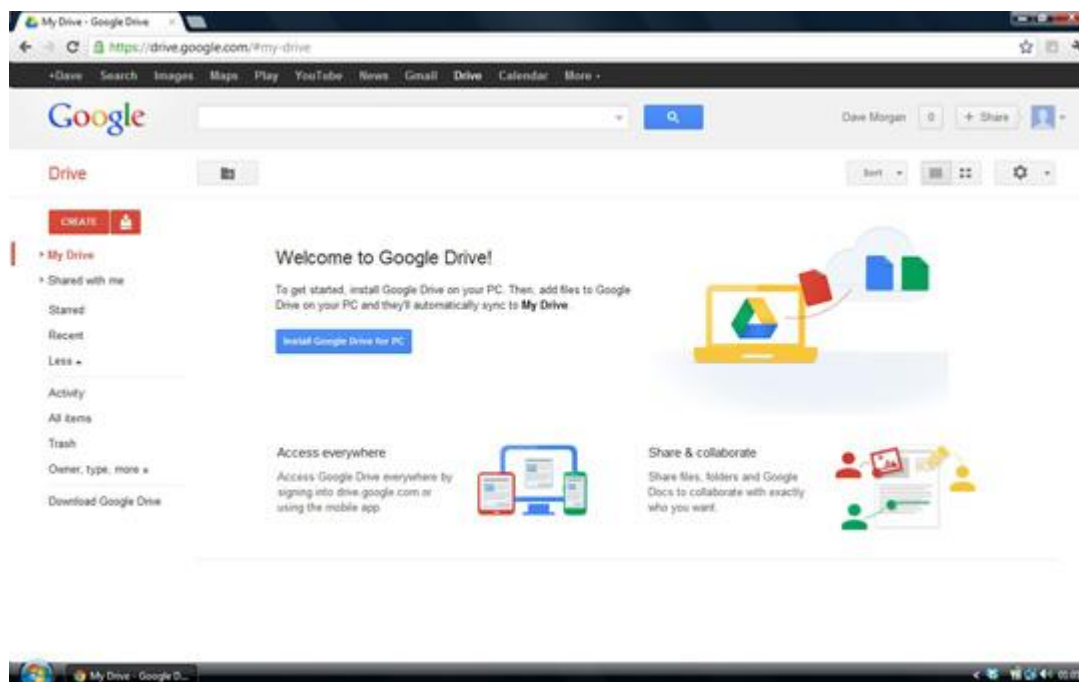 My Drive - Google Drive
https://drive.google.com/#my-drive
+Dave Search Images Maps Play YouTube News Gmail Drive Calendar More
Google
Dave Morgan 0 + Share
Drive
Sort
CREATE
My Drive
Shared with me
Starred
Recent
Less
Activity
All items
Trash
Owner, type, more
Download Google Drive
Welcome to Google Drive!
To get started, install Google Drive on your PC. Then, add files to Google
Drive on your PC and they'll automatically sync to My Drive.
Install Google Drive for PC
Access everywhere
Access Google Drive everywhere by
signing into drive.google.com or
using the mobile app.
Share & collaborate
Share files, folders and Google
Docs to collaborate with exactly
who you want.
My Drive - Google D...